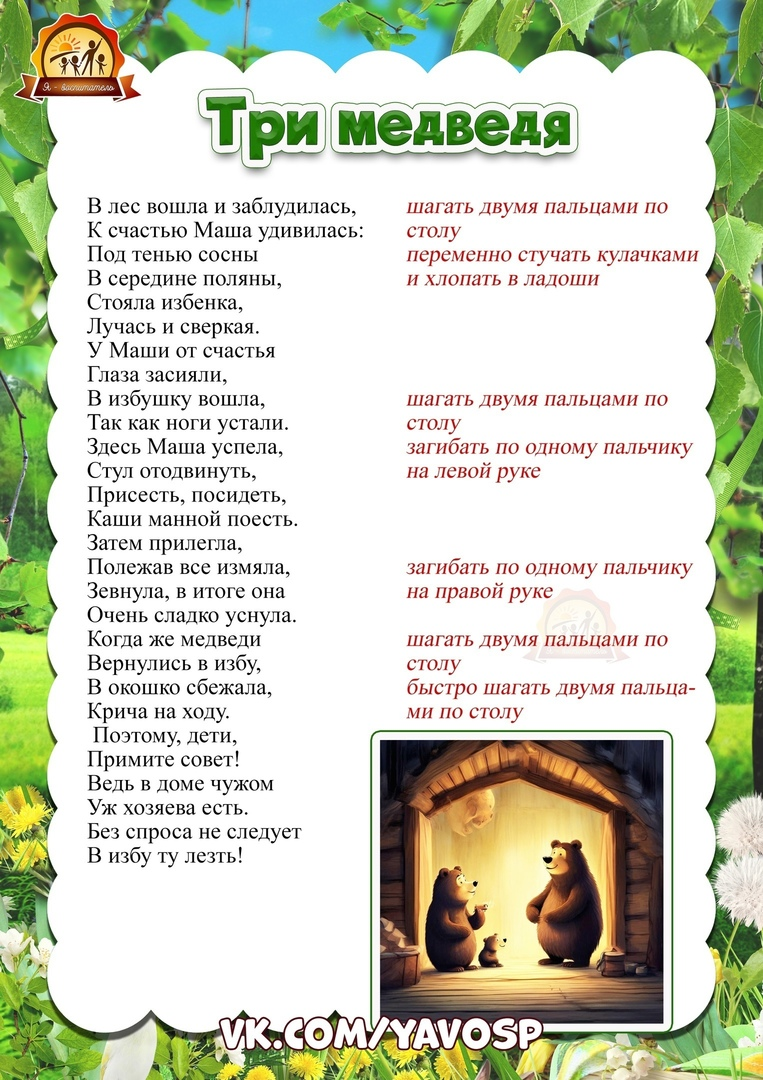 Я - воспитатель
Три медведя
В лес вошла и заблудилась,
К счастью Маша удивилась:
Под тенью сосны
В середине поляны,
Стояла избенка,
Лучась и сверкая.
У Маши от счастья
Глаза засияли,
В избушку вошла,
Так как ноги устали.
Здесь Маша успела,
Стул отодвинуть,
Присесть, посидеть,
Каши манной поесть.
Затем прилегла,
Полежав все измяла,
Зевнула, в итоге она
Очень сладко уснула.
Когда же медведи
Вернулись в избу,
В окошко сбежала,
Крича на ходу.
Поэтому, дети,
Примите совет!
Ведь в доме чужом
Уж хозяева есть.
Без спроса не следует
В избу ту лезть!
шагать двумя пальцами по
столу
переменно стучать кулачками
и хлопать в ладоши
шагать двумя пальцами по
столу
загибать по одному пальчику
на левой руке
загибать по одному пальчику
на правой руке
шагать двумя пальцами по
столу
быстро шагать двумя пальца-
ми по столу
VK.COM/YAVOSP